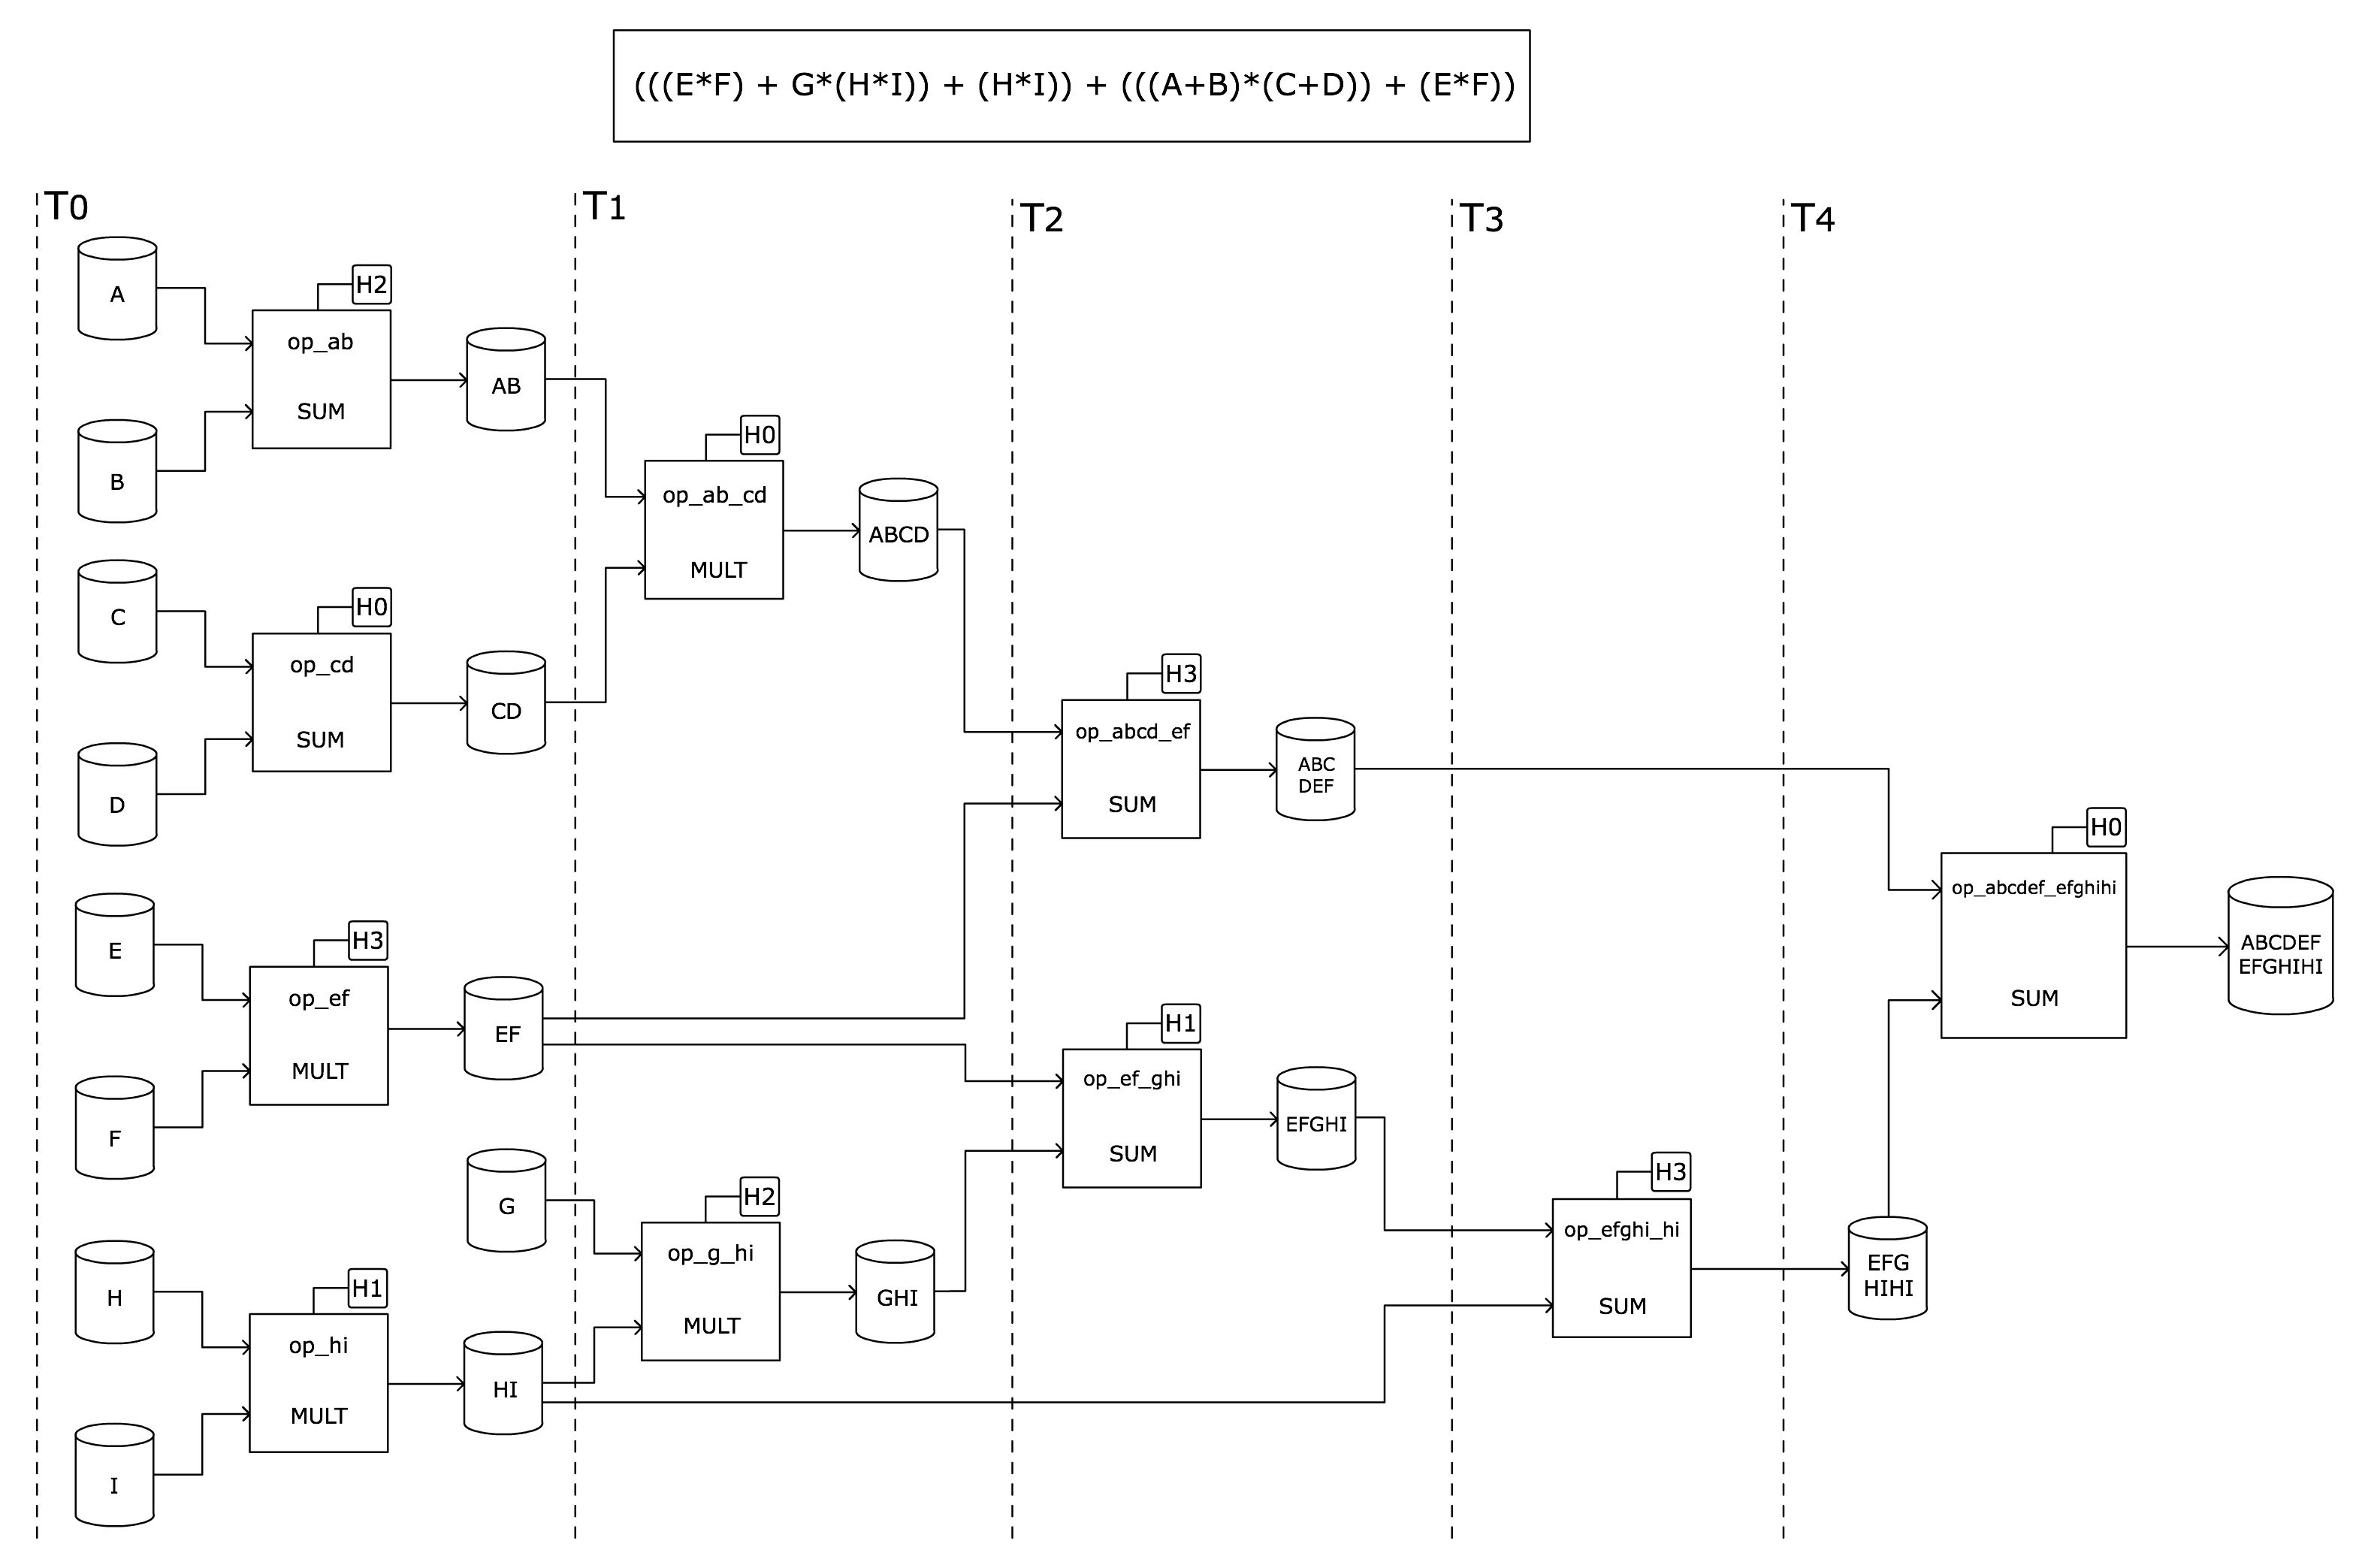 (((E*F) + G*(H*I)) + (H*I)) + (((A+B)*(C+D)) + (E*F))
T0
T1
T2
T3
T4
A
H2
op_ab
SUM
AB
B
H0
op_ab_cd
MULT
ABCD
C
H0
op_cd
SUM
CD
D
H3
op_abcd_ef
SUM
ABC
DEF
H0
op_abcdef_efghihi
SUM
ABCDEF
EFGHIHI
E
H3
op_ef
MULT
EF
F
H1
op_ef_ghi
SUM
EFGHI
G
H2
op_g_hi
MULT
GHI
H3
op_efghi_hi
SUM
EFG
HIHI
H
H1
op_hi
MULT
HI
I